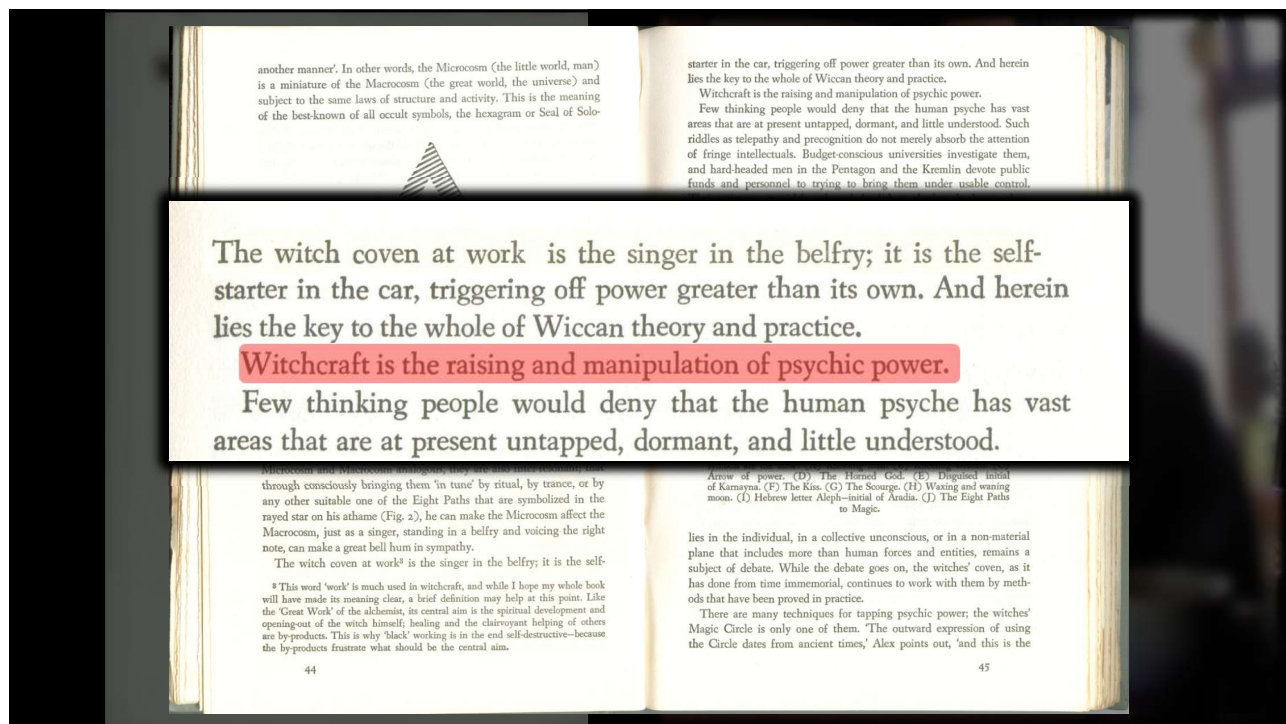 another manner'. In other words, the Microcosm (the little world, man)
is a miniature of the Macrocosm (the great world, the universe) and
subject to the same laws of structure and activity. This is the meaning
of the best-known of all occult symbols, the hexagram or Seal of Solo-
starter in the car, triggering off power greater than its own. And herein
lies the key to the whole of Wiccan theory and practice.
Witchcraft is the raising and manipulation of psychic power.
Few thinking people would deny that the human psyche has vast
areas that are at present untapped, dormant, and little understood. Such
riddles as telepathy and precognition do not merely absorb the attention
of fringe intellectuals. Budget-conscious universities investigate them,
and hard-headed men in the Pentagon and the Kremlin devote public
funds and personnel to trying to bring them under usable control.
The witch coven at work is the singer in the belfry; it is the self-
starter in the car, triggering off power greater than its own. And herein
lies the key to the whole of Wiccan theory and practice.
Witchcraft is the raising and manipulation of psychic power.
Few thinking people would deny that the human psyche has vast
areas that are at present untapped, dormant, and little understood.
Microcosm and Macrocosm analogous, they are also inter-resonant; that
through consciously bringing them 'in tune' by ritual, by trance, or by
any other suitable one of the Eight Paths that are symbolized in the
rayed star on his athame (Fig. 2), he can make the Microcosm affect the
Macrocosm, just as a singer, standing in a belfry and voicing the right
note, can make a great bell hum in sympathy.
The witch coven at work⁸ is the singer in the belfry; it is the self-
⁸ This word 'work' is much used in witchcraft, and while I hope my whole book
will have made its meaning clear, a brief definition may help at this point. Like
the 'Great Work' of the alchemist, its central aim is the spiritual development and
opening-out of the witch himself; healing and the clairvoyant helping of others
are by-products. This is why 'black' working is in the end self-destructive—because
the by-products frustrate what should be the central aim.
44
Arrow of power. (D) The Horned God. (E) Disguised initial
of Karnayna. (F) The Kiss. (G) The Scourge. (H) Waxing and waning
moon. (I) Hebrew letter Aleph—initial of Aradia. (J) The Eight Paths
to Magic.
lies in the individual, in a collective unconscious, or in a non-material
plane that includes more than human forces and entities, remains a
subject of debate. While the debate goes on, the witches' coven, as it
has done from time immemorial, continues to work with them by meth-
ods that have been proved in practice.
There are many techniques for tapping psychic power; the witches'
Magic Circle is only one of them. 'The outward expression of using
the Circle dates from ancient times,' Alex points out, 'and this is the
45